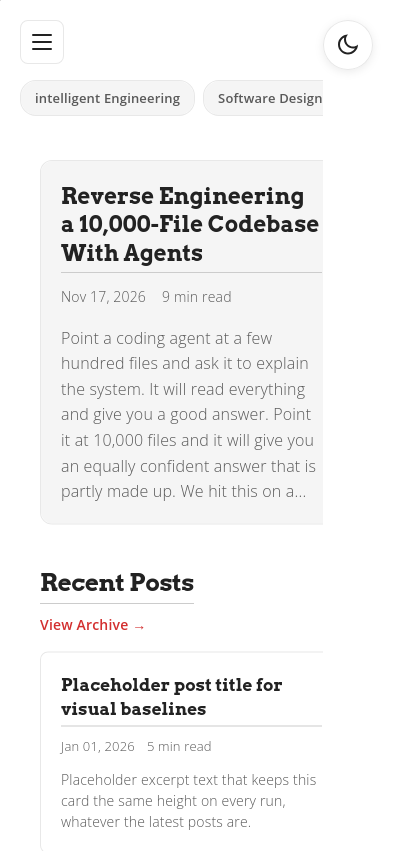 intelligent Engineering
Software Design
Reverse Engineering
a 10,000-File Codebase
With Agents
Nov 17, 2026 9 min read
Point a coding agent at a few
hundred files and ask it to explain
the system. It will read everything
and give you a good answer. Point
it at 10,000 files and it will give you
an equally confident answer that is
partly made up. We hit this on a...
Recent Posts
View Archive →
Placeholder post title for
visual baselines
Jan 01, 2026 5 min read
Placeholder excerpt text that keeps this
card the same height on every run,
whatever the latest posts are.